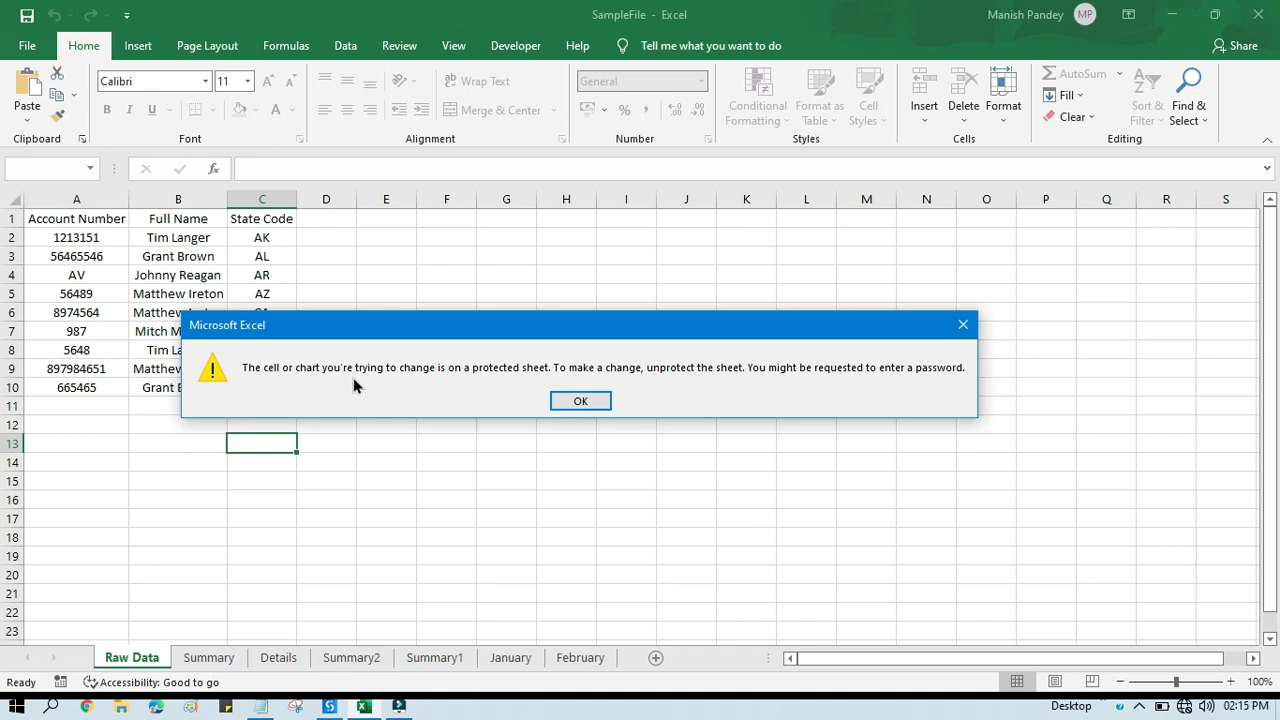 SampleFile - Excel
Manish Pandey MP
File Home Insert Page Layout Formulas Data Review View Developer Help Tell me what you want to do Share
Calibri 11 Wrap Text General AutoSum
Paste Merge & Center Conditional Formatting Format as Table Cell Styles Insert Delete Format Fill Clear Sort & Filter Find & Select
Clipboard Font Alignment Number Styles Cells Editing
fx
A B C D E F G H I J K L M N O P Q R S
1 Account Number Full Name State Code
2 1213151 Tim Langer AK
3 56465546 Grant Brown AL
4 AV Johnny Reagan AR
5 56489 Matthew Ireton AZ
6 8974564
7 987 Mitch
8 5648 Tim
9 897984651
10 665465 Grant
Microsoft Excel
The cell or chart you're trying to change is on a protected sheet. To make a change, unprotect the sheet. You might be requested to enter a password.
OK
11
12
13
14
15
16
17
18
19
20
21
22
23
Raw Data Summary Details Summary2 Summary1 January February
Ready Accessibility: Good to go 100%
Desktop 02:15 PM